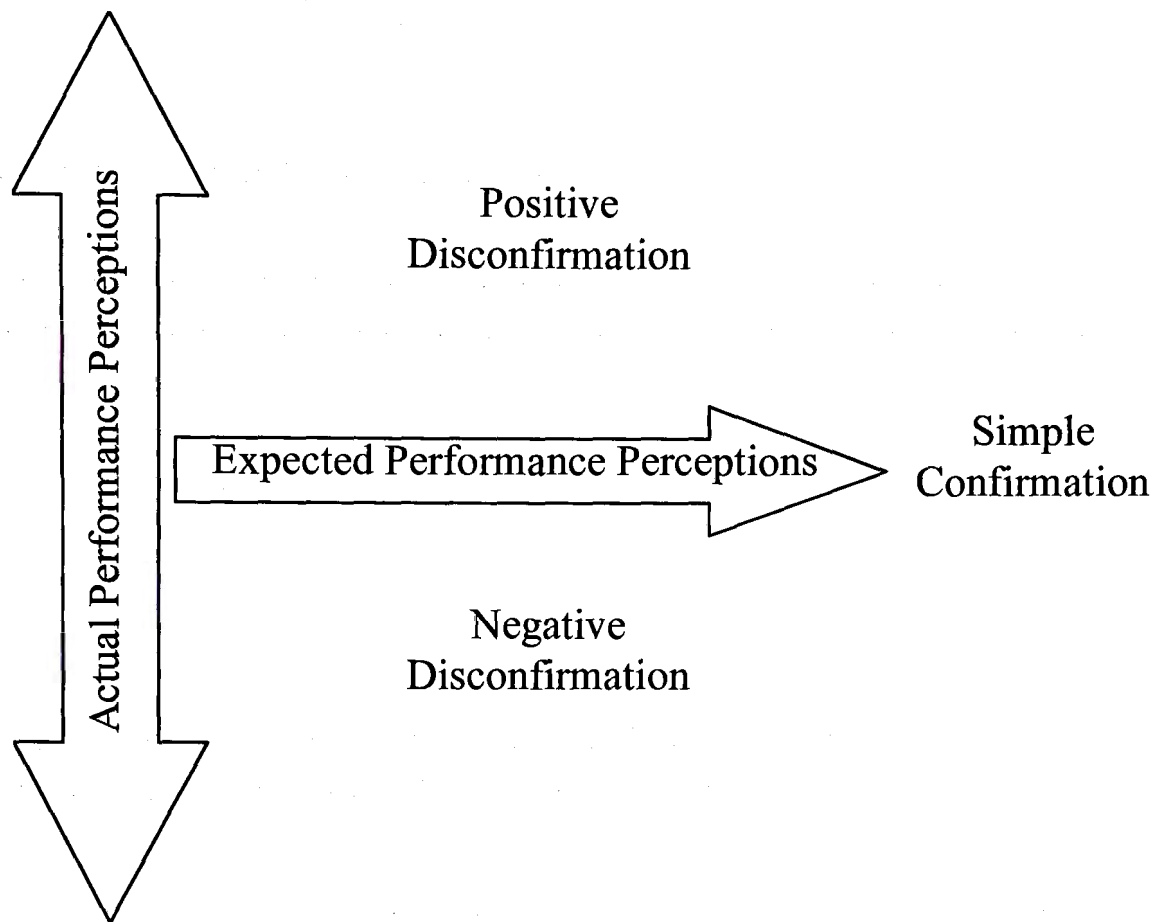 Actual Performance Perceptions
Positive
Disconfirmation
Expected Performance Perceptions
Simple
Confirmation
Negative
Disconfirmation